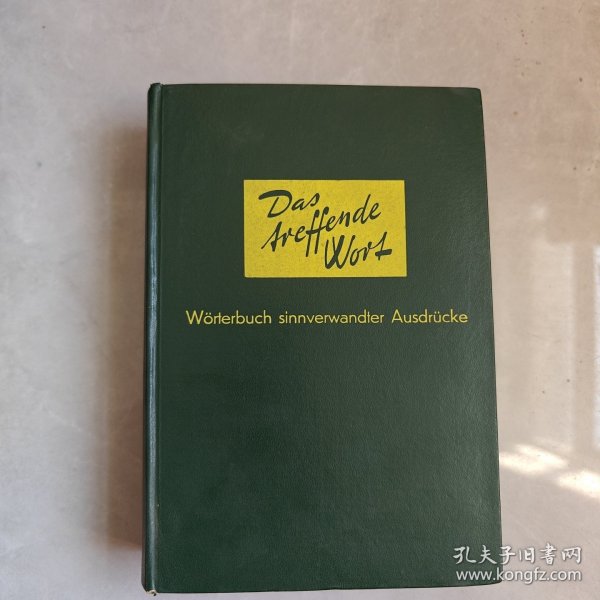 Das
treffende
Wort
Wörterbuch sinnverwandter Ausdrücke
孔夫子旧书网
www.kongfz.com